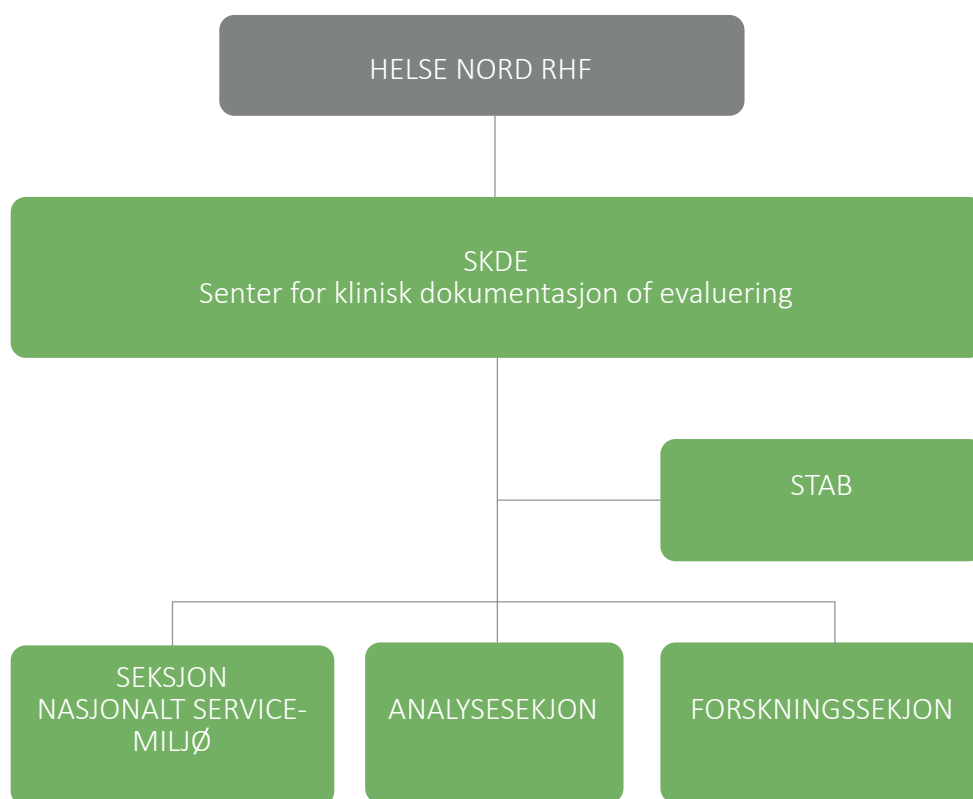 HELSE NORD RHF
SKDE
Senter for klinisk dokumentasjon of evaluering
STAB
SEKSJON
NASJONALT SERVICE-
MILJØ
ANALYSESEKJON
FORSKNINGSSEKJON